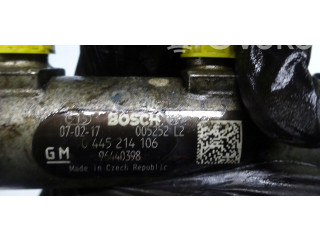 BOSCH
07-02-17 005252 L2
0 445 214 106
GM 96440398
Made in Czech Republic